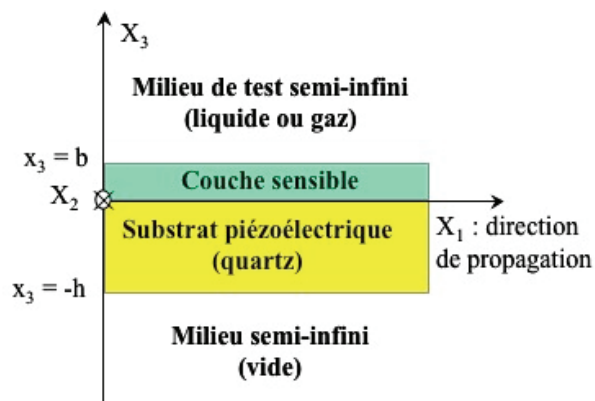 X3
Milieu de test semi-infini
(liquide ou gaz)
x3 = b
Couche sensible
X2
Substrat piézoélectrique
(quartz)
X1 : direction
de propagation
x3 = -h
Milieu semi-infini
(vide)